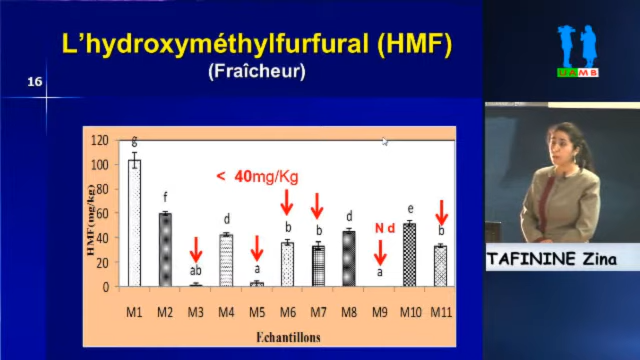 L'hydroxyméthylfurfural (HMF)
(Fraîcheur)
16
UAMB
HMF(mg/kg)
120
100
80
60
40
20
0
g
f
ab
d
a
b
b
d
a
e
b
< 40mg/Kg
N d
M1 M2 M3 M4 M5 M6 M7 M8 M9 M10 M11
Echantillons
TAFININE Zina